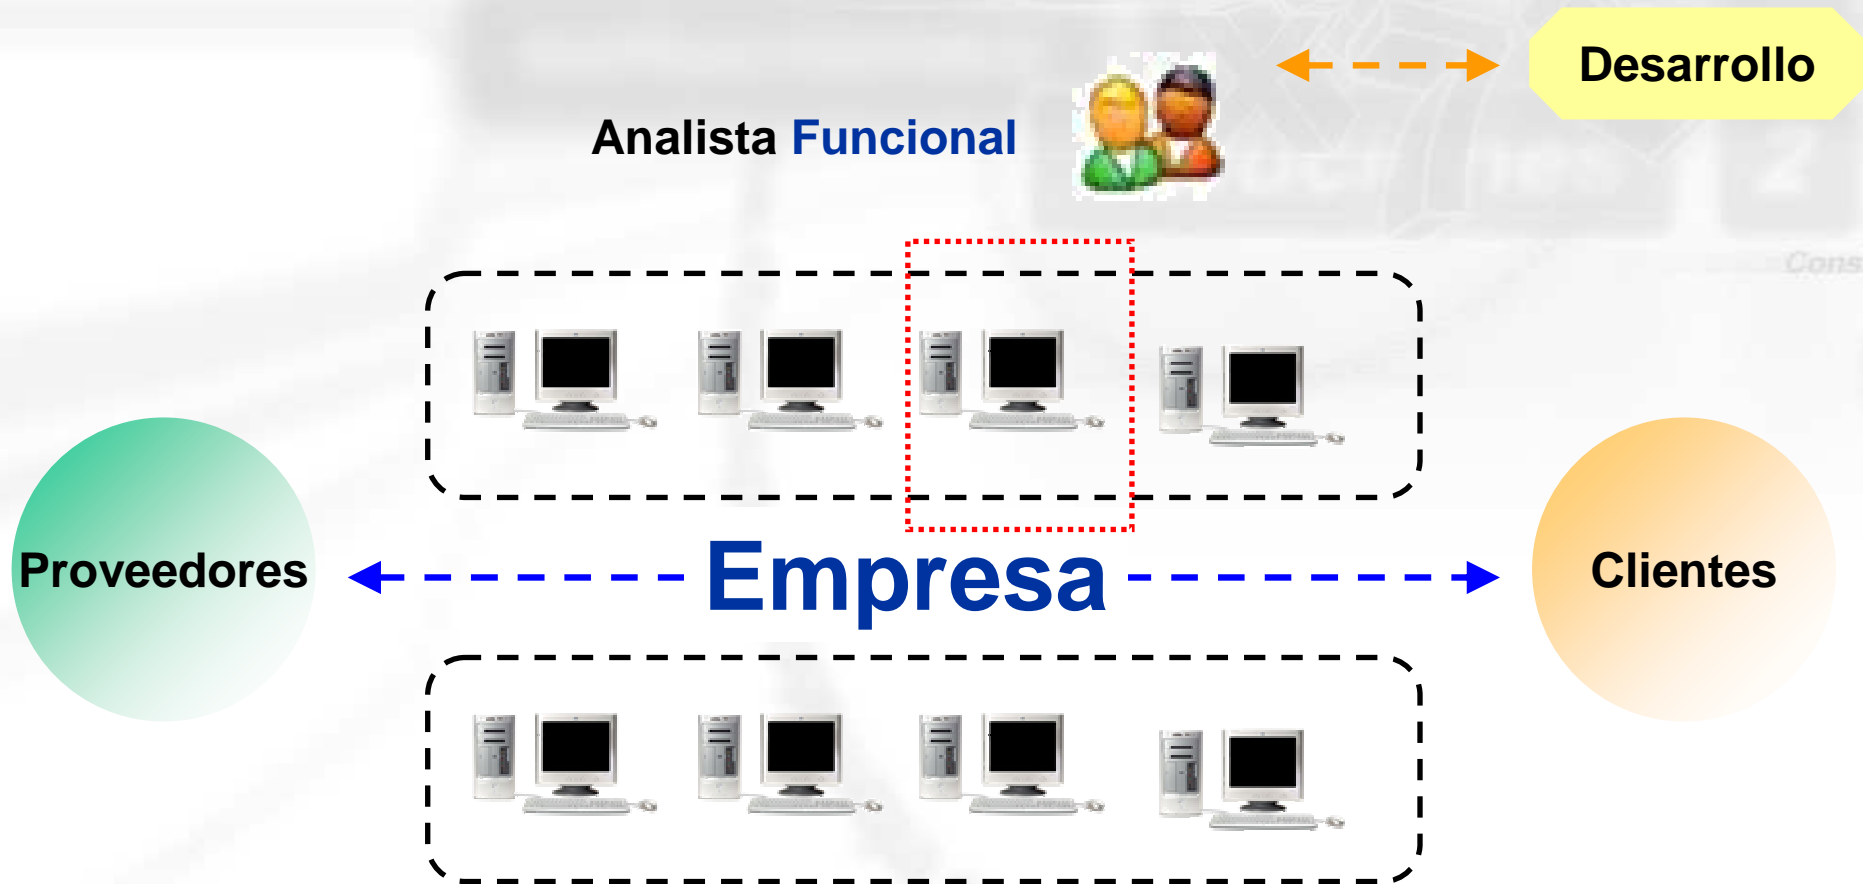 Desarrollo
Analista Funcional
Proveedores
Empresa
Clientes